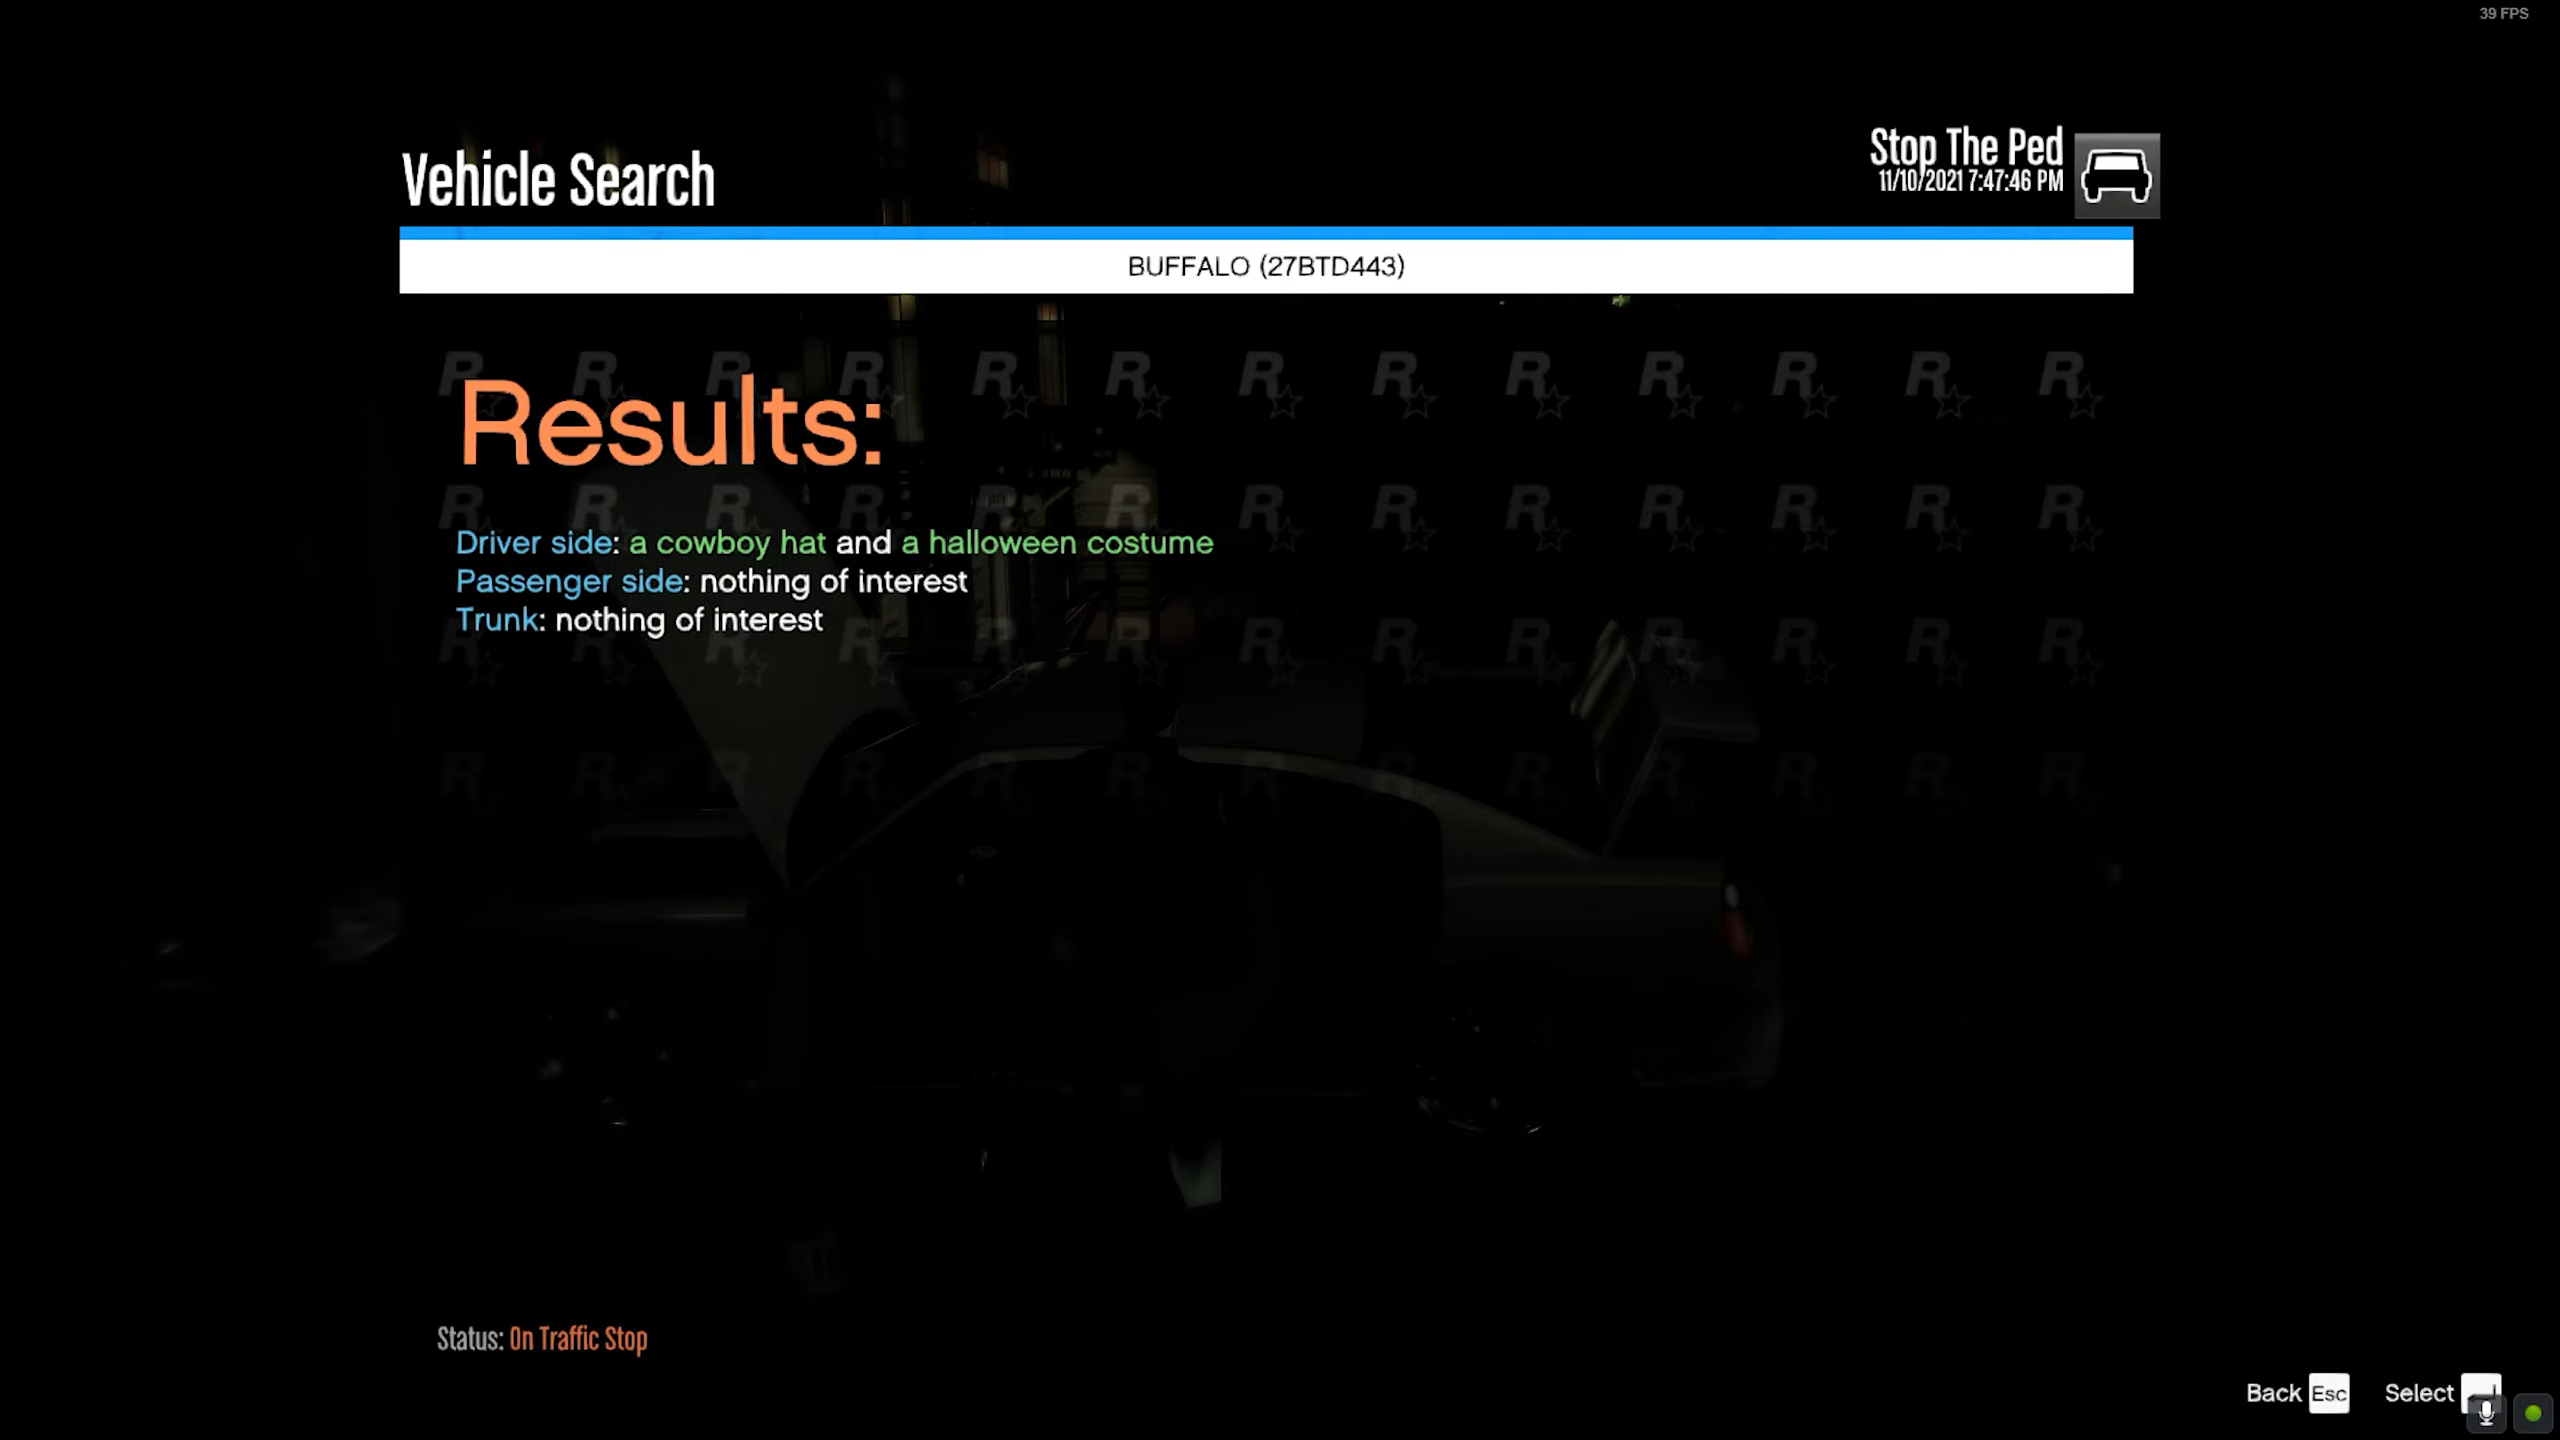 39 FPS
Vehicle Search
Stop The Ped
11/10/2021 7:47:46 PM
BUFFALO (27BTD443)
Results:
Driver side: a cowboy hat and a halloween costume
Passenger side: nothing of interest
Trunk: nothing of interest
Status: On Traffic Stop
Back Esc Select